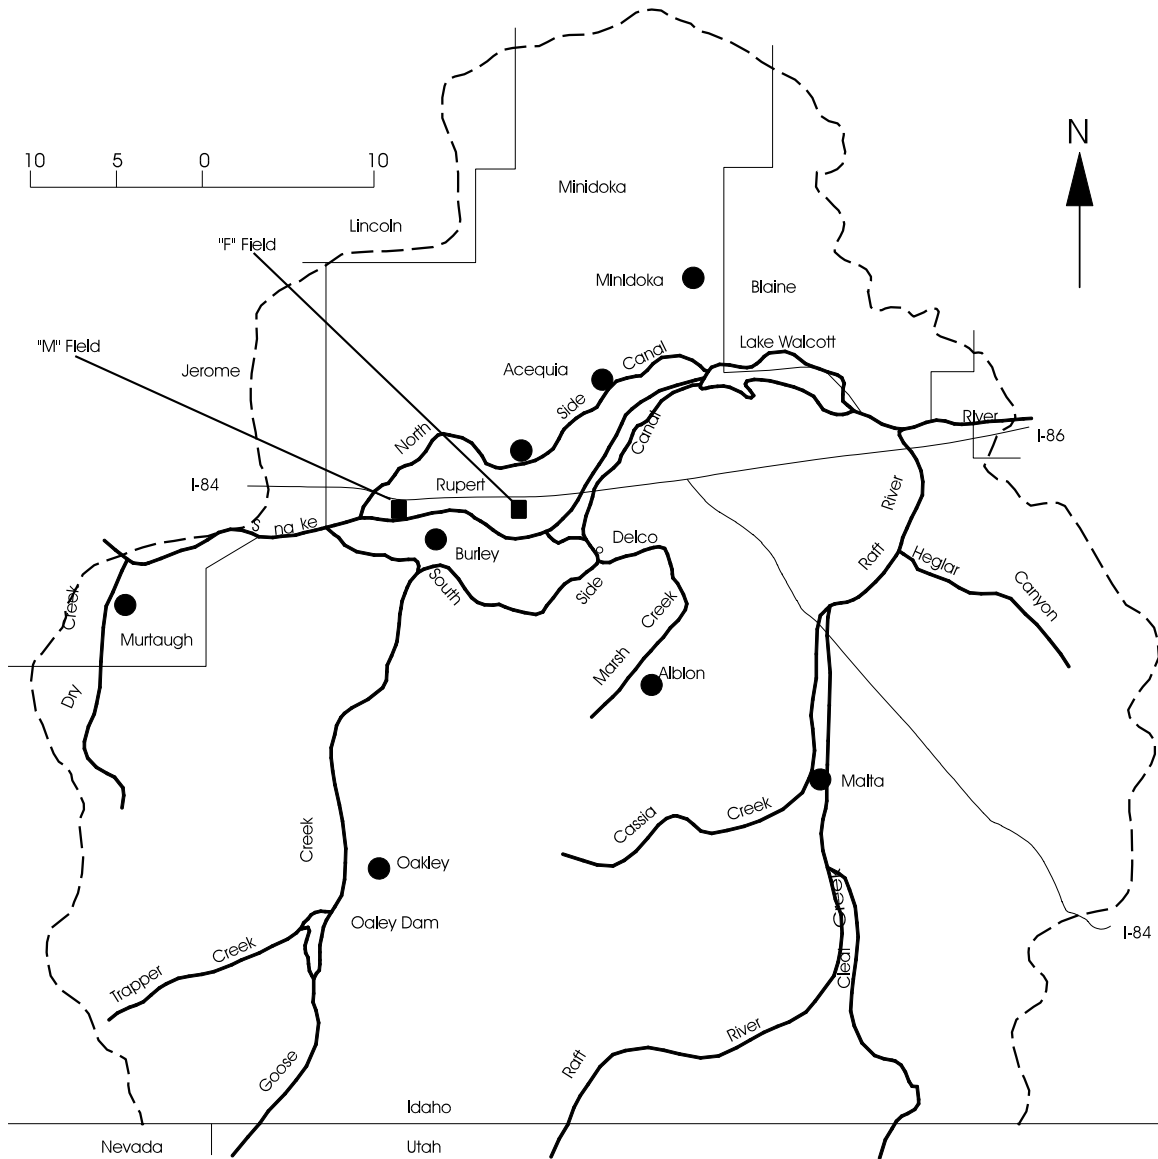 N
10 5 0 10
Minidoka
Lincoln
"F" Field
Minidoka
Blaine
"M" Field
Lake Walcott
Jerome
Acequia
North Side Canal
River
I-86
Canal
I-84
Rupert
Snake
Burley
Delco
River
Raft
Heglar
Canyon
South Side
Creek
Murtaugh
Dry
Marsh Creek
Albion
Malta
Cassia Creek
Creek
Oakley
Oaley Dam
Creek
Clear
I-84
Trapper Creek
Goose
Raft River
Idaho
Nevada
Utah